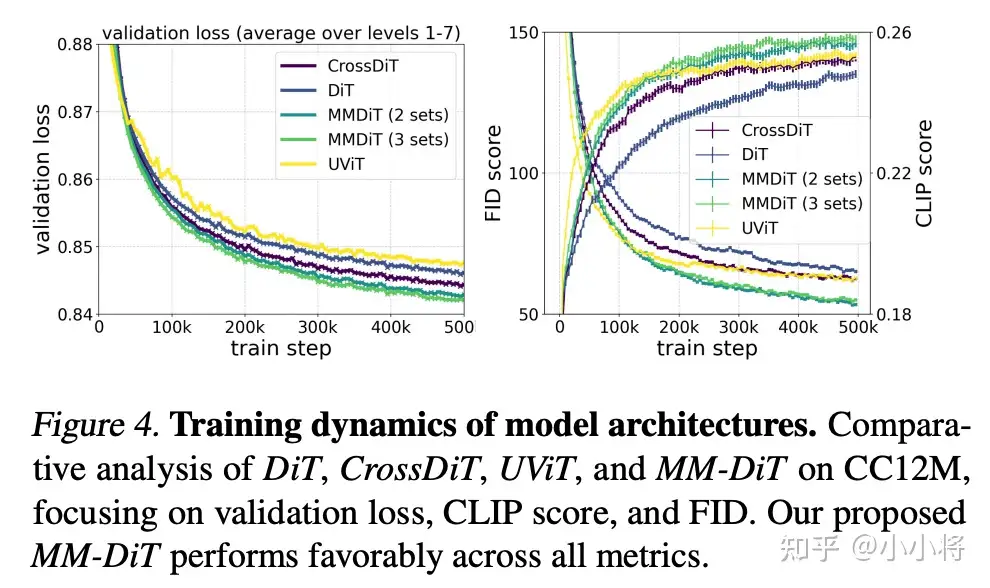 validation loss (average over levels 1-7)
0.88
0.87
0.86
0.85
0.84
validation loss
CrossDiT
DiT
MMDiT (2 sets)
MMDiT (3 sets)
UViT
0
100k
200k
300k
400k
500k
train step
150
100
50
FID score
CrossDiT
DiT
MMDiT (2 sets)
MMDiT (3 sets)
UViT
0.26
0.22
0.18
CLIP score
0
100k
200k
300k
400k
500k
train step
Figure 4. Training dynamics of model architectures. Compara-
tive analysis of DiT, CrossDiT, UViT, and MM-DiT on CC12M,
focusing on validation loss, CLIP score, and FID. Our proposed
MM-DiT performs favorably across all metrics.
知乎 @小小将